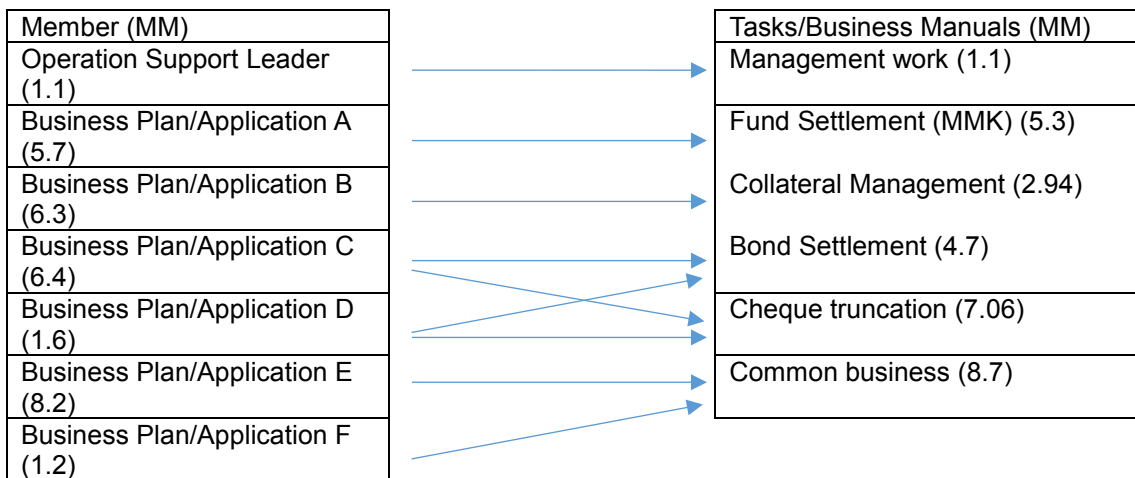 Member (MM)
Operation Support Leader
(1.1)
Business Plan/Application A
(5.7)
Business Plan/Application B
(6.3)
Business Plan/Application C
(6.4)
Business Plan/Application D
(1.6)
Business Plan/Application E
(8.2)
Business Plan/Application F
(1.2)
Tasks/Business Manuals (MM)
Management work (1.1)
Fund Settlement (MMK) (5.3)
Collateral Management (2.94)
Bond Settlement (4.7)
Cheque truncation (7.06)
Common business (8.7)